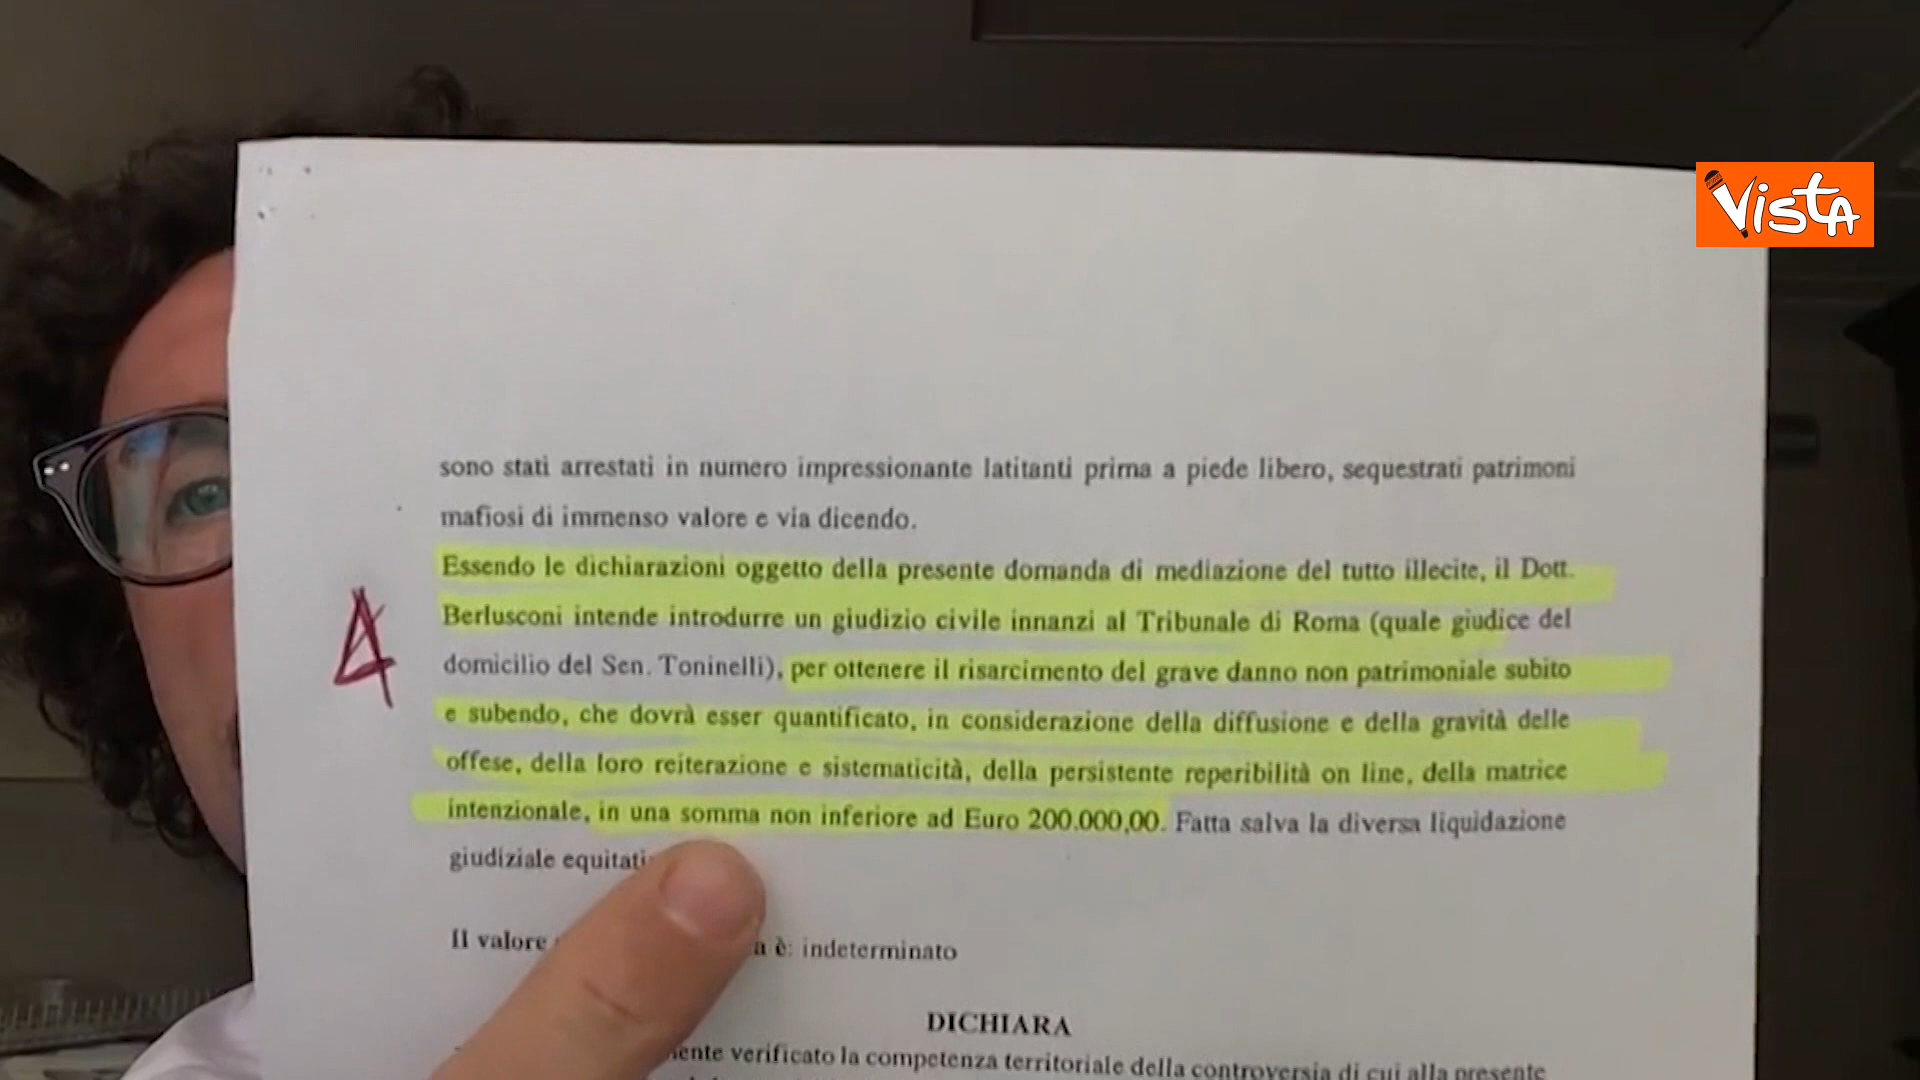 VISTA
sono stati arrestati in numero impressionante latitanti prima a piede libero, sequestrati patrimoni
mafiosi di immenso valore e via dicendo.
Essendo le dichiarazioni oggetto della presente domanda di mediazione del tutto illecite, il Dott.
Berlusconi intende introdurre un giudizio civile innanzi al Tribunale di Roma (quale giudice del
domicilio del Sen. Toninelli), per ottenere il risarcimento del grave danno non patrimoniale subito
e subendo, che dovrà esser quantificato, in considerazione della diffusione e della gravità delle
offese, della loro reiterazione e sistematicità, della persistente reperibilità on line, della matrice
intenzionale, in una somma non inferiore ad Euro 200.000,00. Fatta salva la diversa liquidazione
giudiziale
Il valore è: indeterminato
DICHIARA
verificato la competenza territoriale della controversia di cui alla presente